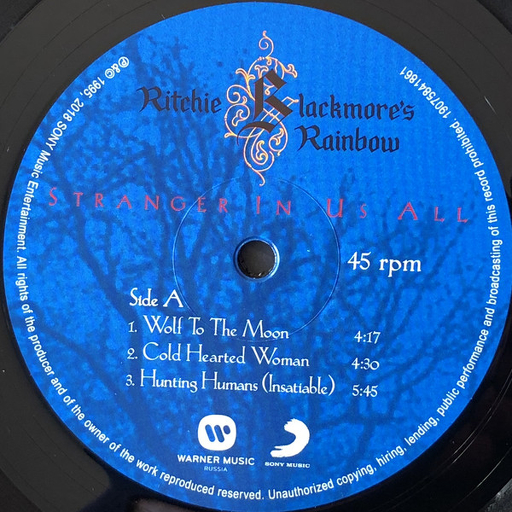 Ritchie Blackmore's
Rainbow
STRANGER IN US ALL
45 rpm
Side A
1. Wolf To The Moon 4:17
2. Cold Hearted Woman 4:30
3. Hunting Humans (Insatiable) 5:45
WARNER MUSIC
RUSSIA
SONY MUSIC
℗&© 1995, 2018 SONY Music Entertainment. All rights of the producer and of the owner of the work reproduced reserved. Unauthorized copying, hiring, lending, public performance and broadcasting of this record prohibited. 19075841861